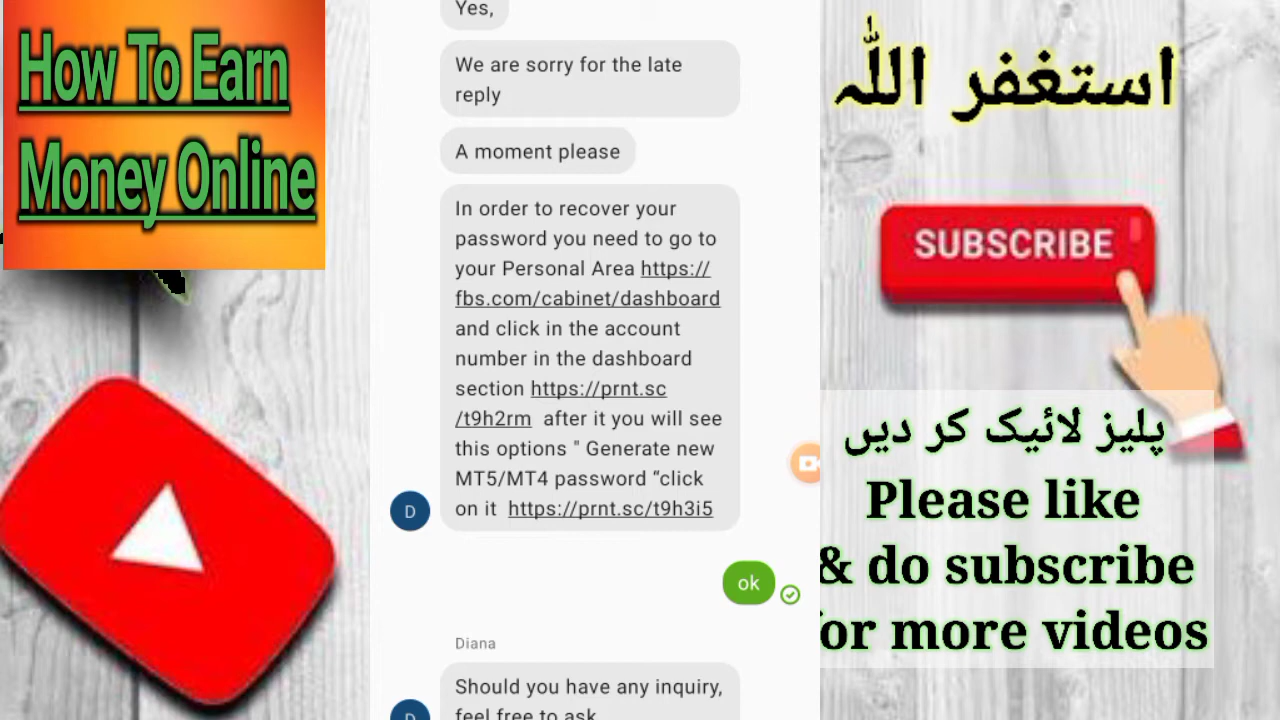 How To Earn
Money Online
Yes,
We are sorry for the late
reply
A moment please
In order to recover your
password you need to go to
your Personal Area https://
fbs.com/cabinet/dashboard
and click in the account
number in the dashboard
section https://prnt.sc
/t9h2rm after it you will see
this options " Generate new
MT5/MT4 password “click
on it https://prnt.sc/t9h3i5
D
ok
Diana
Should you have any inquiry,
feel free to ask
D
استغفر اللہ
SUBSCRIBE
پلیز لائیک کر دیں
Please like
& do subscribe
for more videos